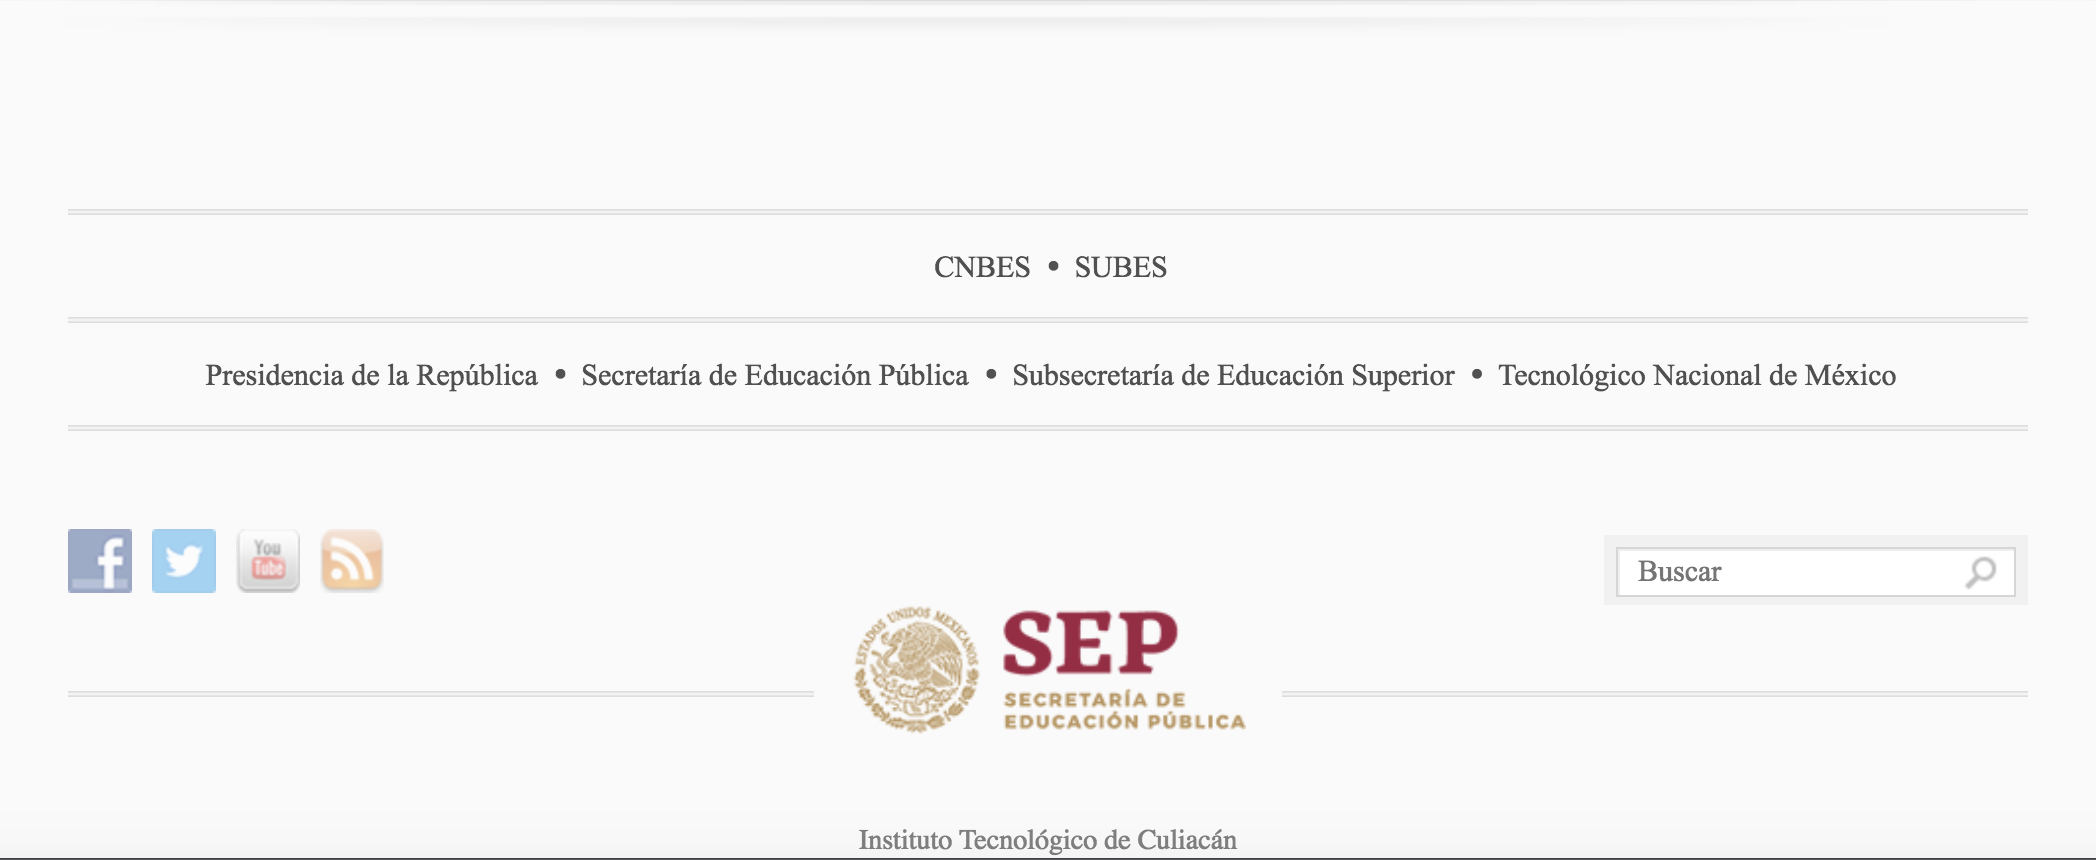 CNBES • SUBES
Presidencia de la República • Secretaría de Educación Pública • Subsecretaría de Educación Superior • Tecnológico Nacional de México
f
You
Tube
Buscar
ESTADOS UNIDOS MEXICANOS
SEP
SECRETARÍA DE
EDUCACIÓN PÚBLICA
Instituto Tecnológico de Culiacán